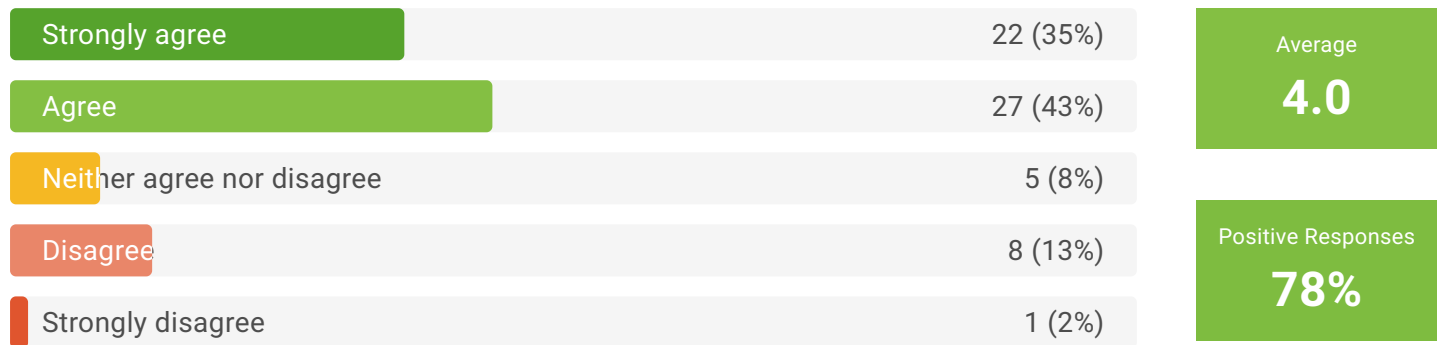 Strongly agree 22 (35%)
Agree 27 (43%)
Neither agree nor disagree 5 (8%)
Disagree 8 (13%)
Strongly disagree 1 (2%)
Average
4.0
Positive Responses
78%